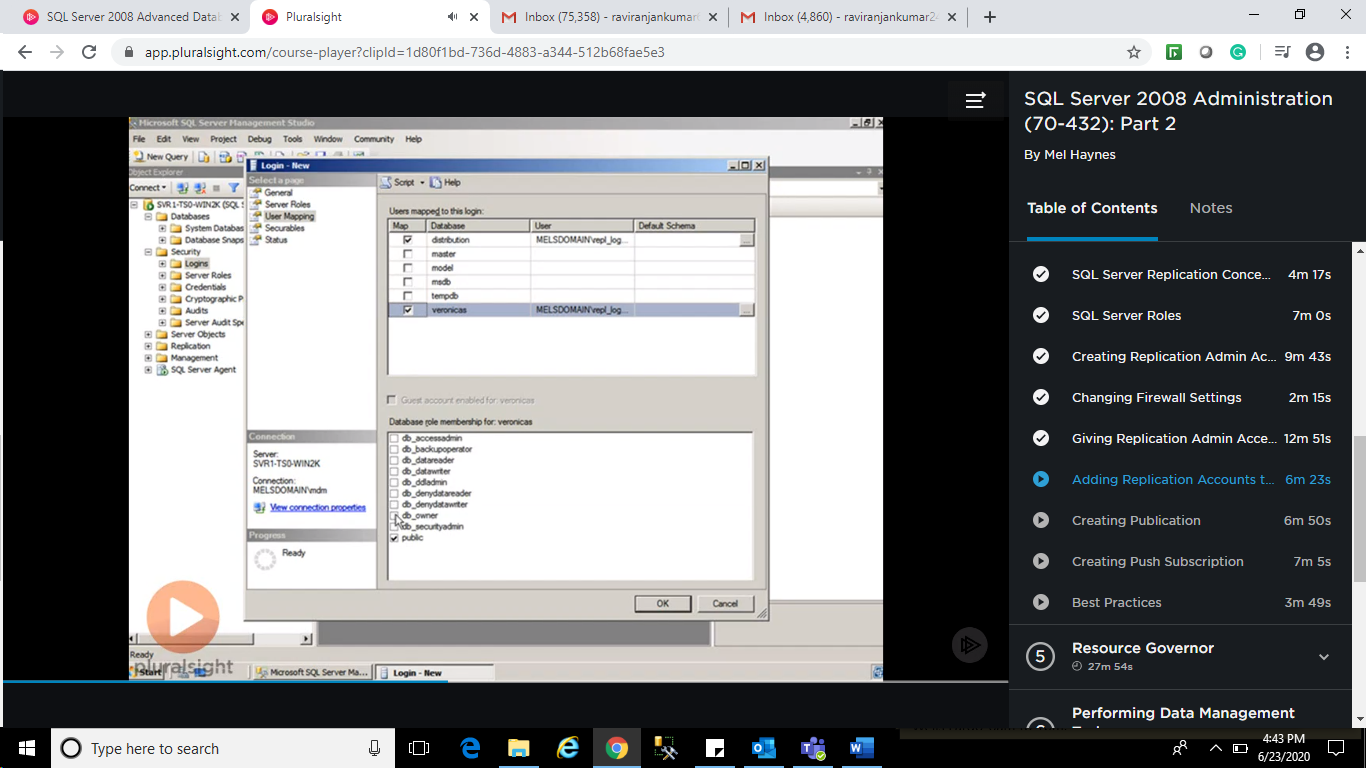 SQL Server 2008 Advanced Datab
Pluralsight
Inbox (75,358) - raviranjankumar
Inbox (4,860) - raviranjankumar2
app.pluralsight.com/course-player?clipId=1d80f1bd-736d-4883-a344-512b68fae5e3
Microsoft SQL Server Management Studio
File Edit View Project Debug Tools Window Community Help
New Query
Object Explorer
Connect
SVR1-TS0-WIN2K (SQL
Databases
System Databas
Database Snaps
Security
Logins
Server Roles
Credentials
Cryptographic P
Audits
Server Audit Spe
Server Objects
Replication
Management
SQL Server Agent
Ready
Login - New
Select a page
General
Server Roles
User Mapping
Securables
Status
Connection
Server:
SVR1-TS0-WIN2K
Connection:
MELSDOMAIN\mdm
View connection properties
Progress
Ready
Script Help
Users mapped to this login:
Map Database User Default Schema
distribution MELSDOMAIN\repl_log... ...
master
model
msdb
tempdb
veronicas MELSDOMAIN\repl_log... ...
Guest account enabled for: veronicas
Database role membership for: veronicas
db_accessadmin
db_backupoperator
db_datareader
db_datawriter
db_ddladmin
db_denydatareader
db_denydatawriter
db_owner
db_securityadmin
public
OK Cancel
pluralsight
Start Microsoft SQL Server Ma... Login - New
SQL Server 2008 Administration
(70-432): Part 2
By Mel Haynes
Table of Contents Notes
SQL Server Replication Conce... 4m 17s
SQL Server Roles 7m 0s
Creating Replication Admin Ac... 9m 43s
Changing Firewall Settings 2m 15s
Giving Replication Admin Acce... 12m 51s
Adding Replication Accounts t... 6m 23s
Creating Publication 6m 50s
Creating Push Subscription 7m 5s
Best Practices 3m 49s
5 Resource Governor
27m 54s
Performing Data Management
Type here to search
4:43 PM
6/23/2020